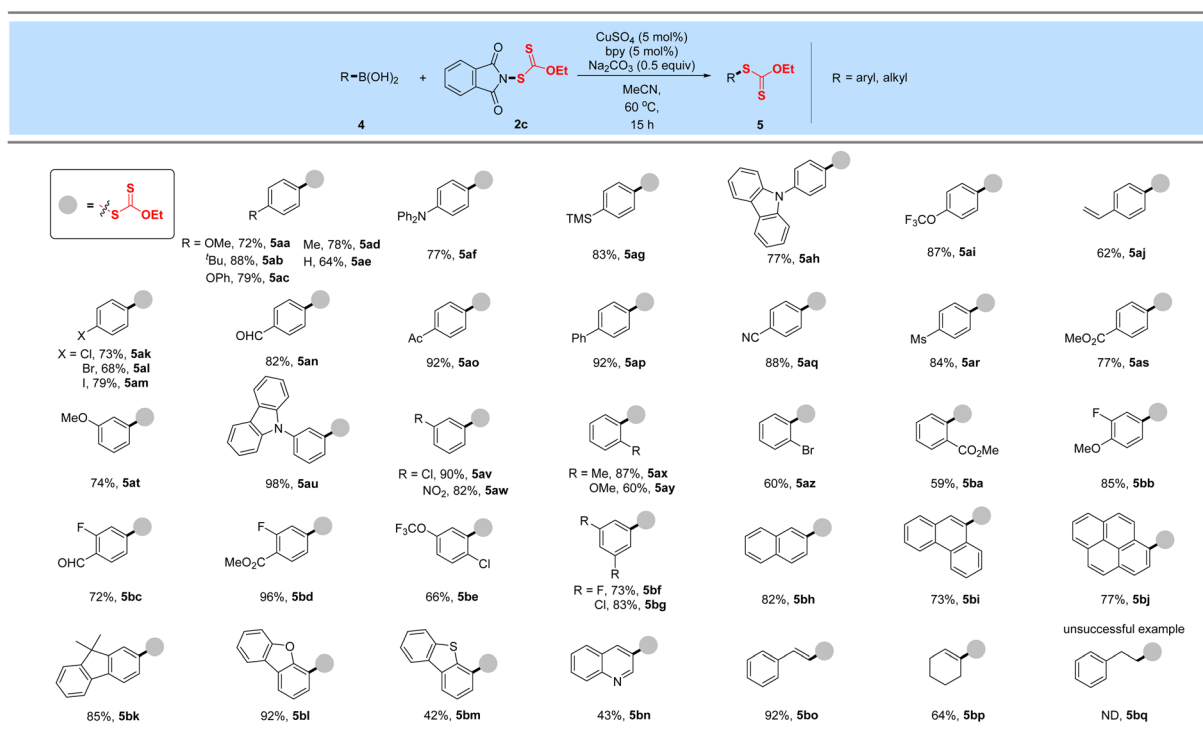 CuSO4 (5 mol%)
bpy (5 mol%)
Na2CO3 (0.5 equiv)
MeCN,
60 ºC,
15 h
R B(OH)2
4
+
O
N
O
S
S
OEt
2c
R
S
OEt
S
5
R = aryl, alkyl
=
S
S
OEt
R
R = OMe, 72%, 5aa Me, 78% 5ad
tBu, 88% 5ab H, 64% 5ae
OPh, 79% 5ac
Ph2N
77%, 5af
TMS
83%, 5ag
N
77%, 5ah
F3CO
87%, 5ai
62%, 5aj
X
X = Cl, 73%, 5ak
Br, 68%, 5al
I, 79%, 5am
OHC
82%, 5an
Ac
92%, 5ao
Ph
92%, 5ap
NC
88%, 5aq
Ms
84%, 5ar
MeO2C
77%, 5as
MeO
74%, 5at
N
98%, 5au
R
R = Cl, 90%, 5av
NO2, 82%, 5aw
R
R = Me, 87%, 5ax
OMe, 60%, 5ay
Br
60%, 5az
CO2Me
59%, 5ba
F
MeO
85%, 5bb
F
OHC
72%, 5bc
F
MeO2C
96%, 5bd
F3CO
Cl
66%, 5be
R
R
R = F, 73%, 5bf
Cl, 83%, 5bg
82%, 5bh
73%, 5bi
77%, 5bj
85%, 5bk
O
92%, 5bl
S
42%, 5bm
N
43%, 5bn
92%, 5bo
64%, 5bp
unsuccessful example
ND, 5bq